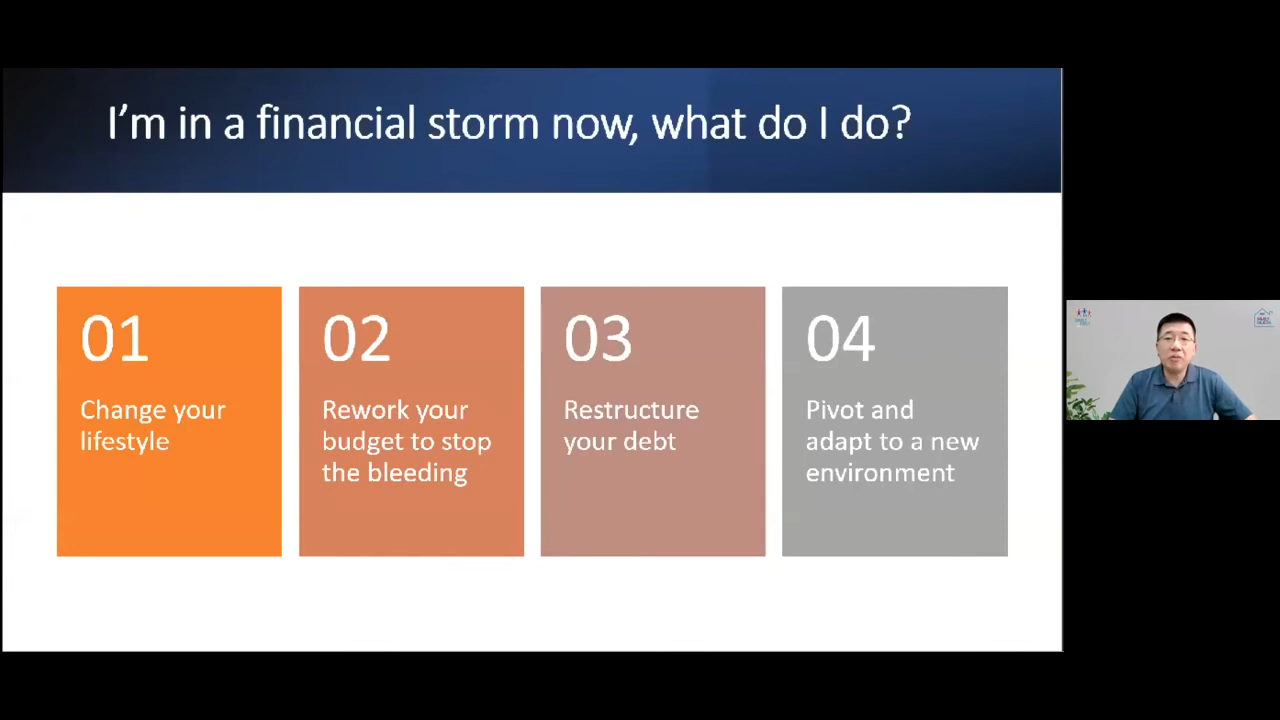 I'm in a financial storm now, what do I do?
01
Change your
lifestyle
02
Rework your
budget to stop
the bleeding
03
Restructure
your debt
04
Pivot and
adapt to a new
environment